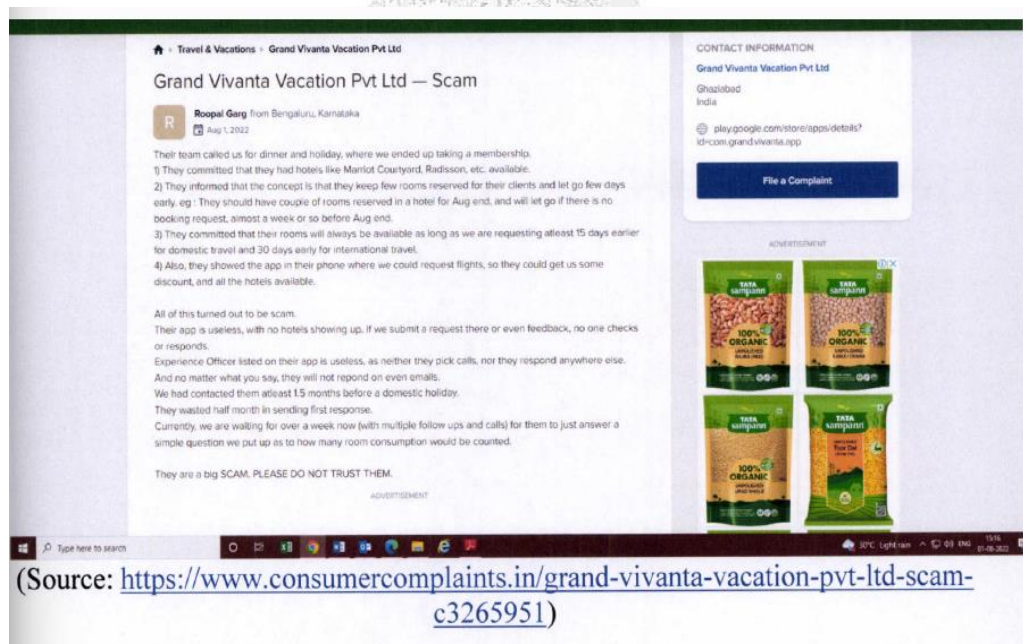 Travel & Vacations › Grand Vivanta Vacation Pvt Ltd
Grand Vivanta Vacation Pvt Ltd — Scam
R
Roopal Garg from Bengaluru, Karnataka
Aug 1, 2022
Their team called us for dinner and holiday, where we ended up taking a membership.
1) They committed that they had hotels like Marriot Courtyard, Radisson, etc. available.
2) They informed that the concept is that they keep few rooms reserved for their clients and let go few days
early. eg : They should have couple of rooms reserved in a hotel for Aug end, and will let go if there is no
booking request, almost a week or so before Aug end.
3) They committed that their rooms will always be available as long as we are requesting atleast 15 days earlier
for domestic travel and 30 days early for international travel.
4) Also, they showed the app in their phone where we could request flights, so they could get us some
discount, and all the hotels available.
All of this turned out to be scam.
Their app is useless, with no hotels showing up. If we submit a request there or even feedback, no one checks
or responds.
Experience Officer listed on their app is useless, as neither they pick calls, nor they respond anywhere else.
And no matter what you say, they will not repond on even emails.
We had contacted them atleast 1.5 months before a domestic holiday.
They wasted half month in sending first response.
Currently, we are waiting for over a week now (with multiple follow ups and calls) for them to just answer a
simple question we put up as to how many room consumption would be counted.
They are a big SCAM, PLEASE DO NOT TRUST THEM.
ADVERTISEMENT
CONTACT INFORMATION
Grand Vivanta Vacation Pvt Ltd
Ghaziabad
India
play.google.com/store/apps/details?
id=com.grand.vivanta.app
File a Complaint
ADVERTISEMENT
TATA
sampann
100%
ORGANIC
TATA
sampann
100%
ORGANIC
TATA
sampann
100%
ORGANIC
TATA
sampann
Type here to search
30°C Light rain
ENG
15:16
01-08-2022
(Source: https://www.consumercomplaints.in/grand-vivanta-vacation-pvt-ltd-scam-
c3265951)